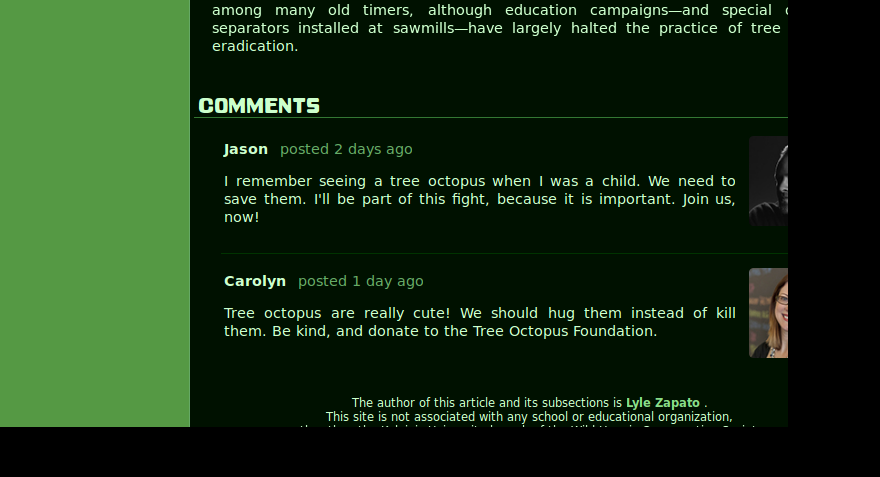 among many old timers, although education campaigns—and special
separators installed at sawmills—have largely halted the practice of tree
eradication.
COMMENTS
Jason posted 2 days ago
I remember seeing a tree octopus when I was a child. We need to
save them. I'll be part of this fight, because it is important. Join us,
now!
Carolyn posted 1 day ago
Tree octopus are really cute! We should hug them instead of kill
them. Be kind, and donate to the Tree Octopus Foundation.
The author of this article and its subsections is Lyle Zapato .
This site is not associated with any school or educational organization,